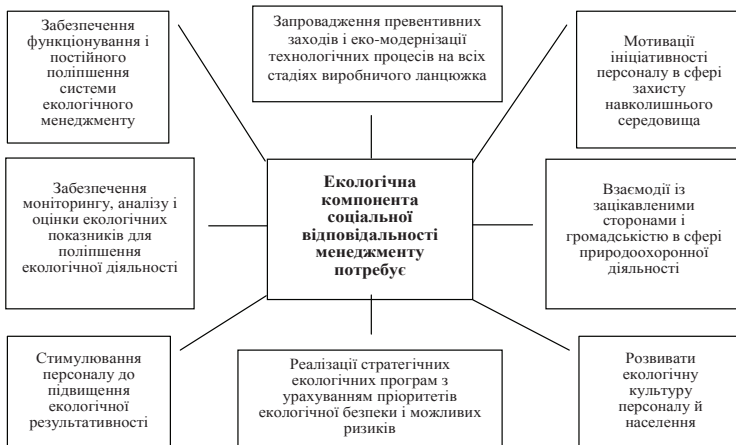 Забезпечення
функціонування і
постійного
поліпшення
системи
екологічного
менеджменту
Запровадження превентивних
заходів і еко-модернізації
технологічних процесів на всіх
стадіях виробничого ланцюжка
Мотивації
ініціативності
персоналу в сфері
захисту
навколишнього
середовища
Забезпечення
моніторингу, аналізу і
оцінки екологічних
показників для
поліпшення
екологічної діяльності
Екологічна
компонента
соціальної
відповідальності
менеджменту
потребує
Взаємодії із
зацікавленими
сторонами і
громадськістю в сфері
природоохоронної
діяльності
Стимулювання
персоналу до
підвищення
екологічної
результативності
Реалізації стратегічних
екологічних програм з
урахуванням пріоритетів
екологічної безпеки і можливих
ризиків
Розвивати
екологічну
культуру
персоналу й
населення